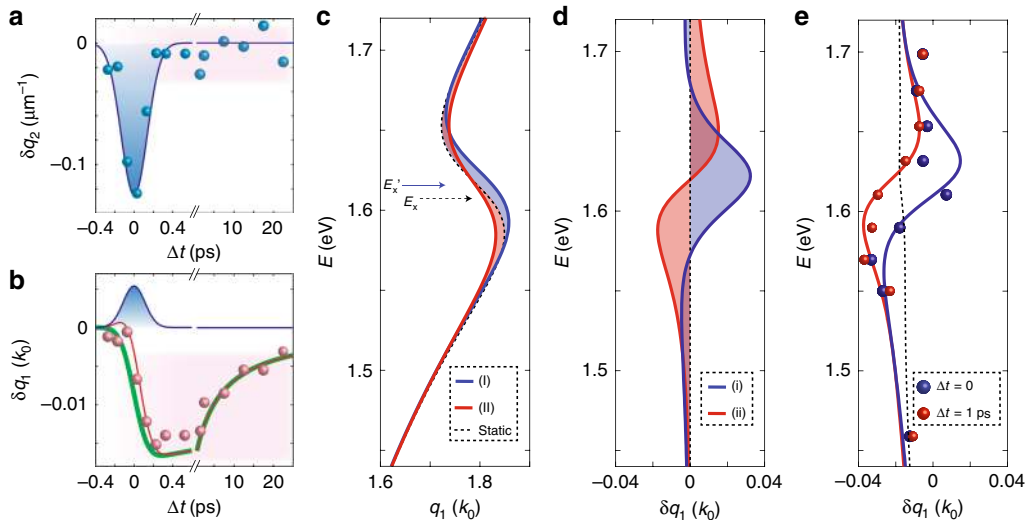 a
δq₂ (μm⁻¹)
0
−0.1
−0.4
0
0.4
10
20
Δt (ps)
b
δq₁ (k₀)
0
−0.01
−0.4
0
0.4
10
20
Δt (ps)
c
E (eV)
1.7
1.6
1.5
Eₓ'
Eₓ
(I)
(II)
Static
1.6
1.8
q₁ (k₀)
d
E (eV)
1.7
1.6
1.5
(i)
(ii)
−0.04
0
0.04
δq₁ (k₀)
e
E (eV)
1.7
1.6
1.5
Δt = 0
Δt = 1 ps
−0.04
0
0.04
δq₁ (k₀)